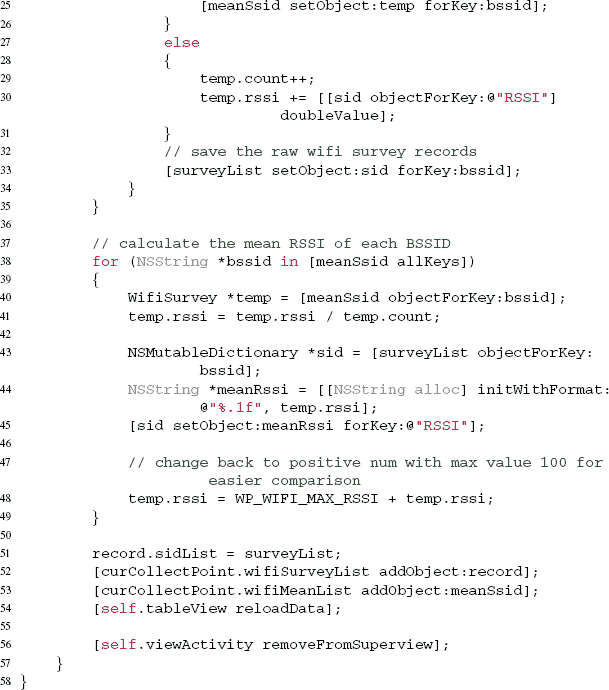 25 [meanSsid setObject:temp forKey:bssid];
26 }
27 else
28 {
29 temp.count++;
30 temp.rssi += [[sid objectForKey:@"RSSI"]
doubleValue];
31 }
32 // save the raw wifi survey records
33 [surveyList setObject:sid forKey:bssid];
34 }
35 }
36
37 // calculate the mean RSSI of each BSSID
38 for (NSString *bssid in [meanSsid allKeys])
39 {
40 WifiSurvey *temp = [meanSsid objectForKey:bssid];
41 temp.rssi = temp.rssi / temp.count;
42
43 NSMutableDictionary *sid = [surveyList objectForKey:
bssid];
44 NSString *meanRssi = [[NSString alloc] initWithFormat:
@"%.1f", temp.rssi];
45 [sid setObject:meanRssi forKey:@"RSSI"];
46
47 // change back to positive num with max value 100 for
easier comparison
48 temp.rssi = WP_WIFI_MAX_RSSI + temp.rssi;
49 }
50
51 record.sidList = surveyList;
52 [curCollectPoint.wifiSurveyList addObject:record];
53 [curCollectPoint.wifiMeanList addObject:meanSsid];
54 [self.tableView reloadData];
55
56 [self.viewActivity removeFromSuperview];
57 }
58 }